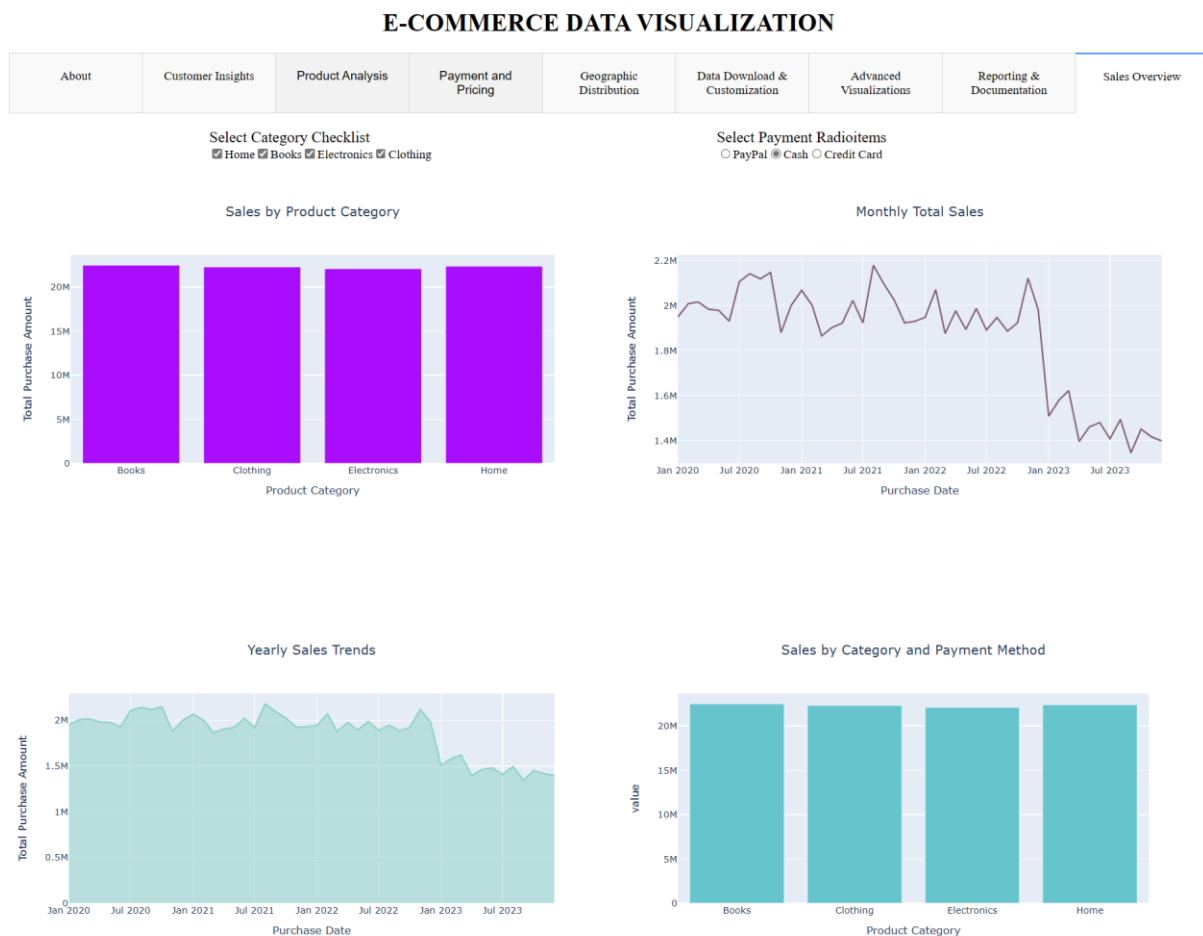 E-COMMERCE DATA VISUALIZATION
About
Customer Insights
Product Analysis
Payment and
Pricing
Geographic
Distribution
Data Download &
Customization
Advanced
Visualizations
Reporting &
Documentation
Sales Overview
Select Category Checklist
Home Books Electronics Clothing
Select Payment Radioitems
PayPal Cash Credit Card
Sales by Product Category
Total Purchase Amount
20M
15M
10M
5M
0
Books Clothing Electronics Home
Product Category
Monthly Total Sales
Total Purchase Amount
2.2M
2M
1.8M
1.6M
1.4M
Jan 2020 Jul 2020 Jan 2021 Jul 2021 Jan 2022 Jul 2022 Jan 2023 Jul 2023
Purchase Date
Yearly Sales Trends
Total Purchase Amount
2M
1.5M
1M
0.5M
0
Jan 2020 Jul 2020 Jan 2021 Jul 2021 Jan 2022 Jul 2022 Jan 2023 Jul 2023
Purchase Date
Sales by Category and Payment Method
value
20M
15M
10M
5M
0
Books Clothing Electronics Home
Product Category